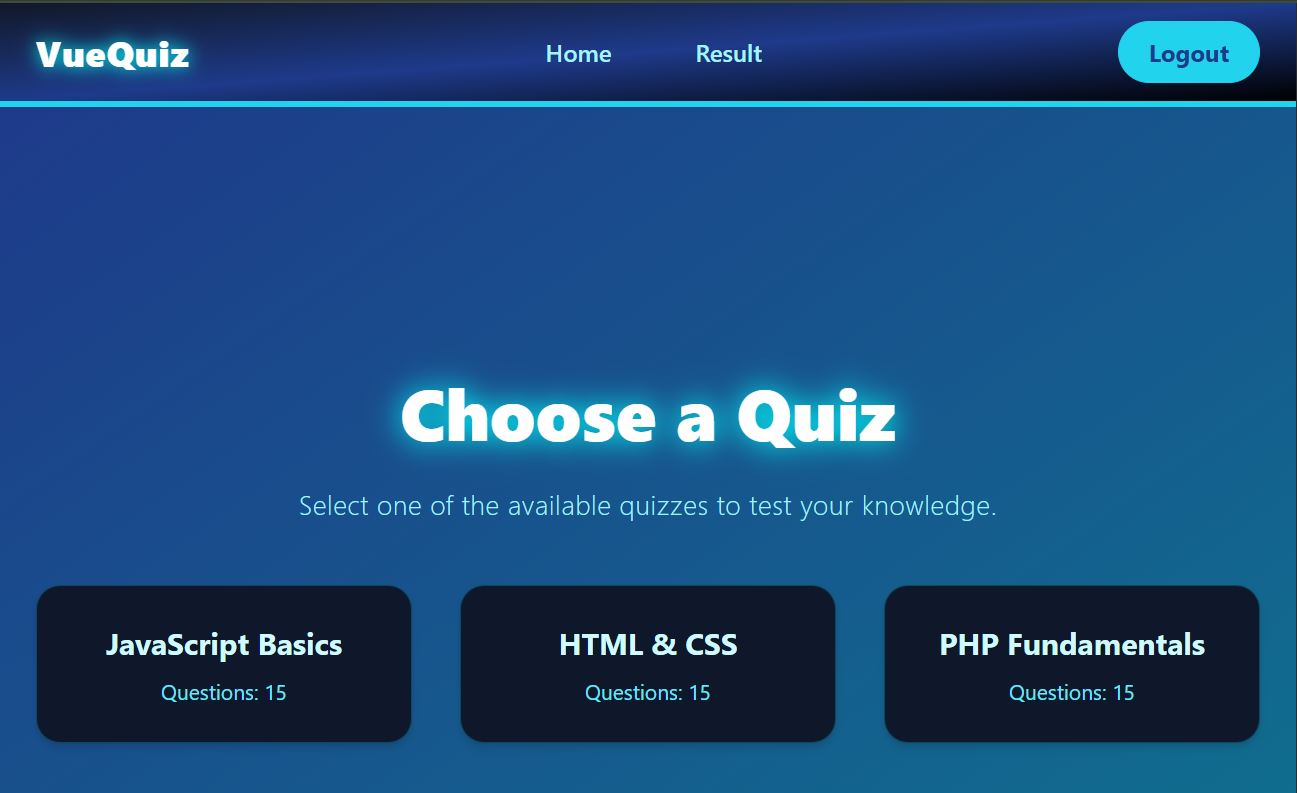 VueQuiz
Home
Result
Logout
Choose a Quiz
Select one of the available quizzes to test your knowledge.
JavaScript Basics
Questions: 15
HTML & CSS
Questions: 15
PHP Fundamentals
Questions: 15